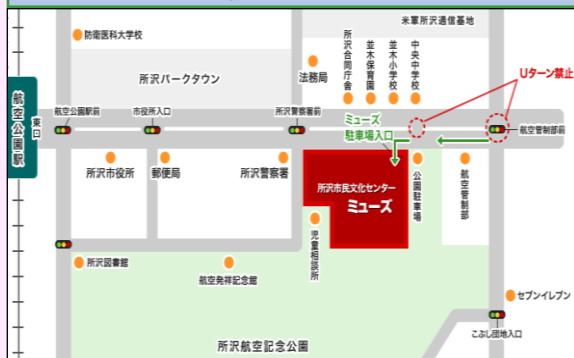 米軍所沢通信基地
防衛医科大学校
所沢パークタウン
法務局
所沢合同庁舎
並木保育園
並木小学校
中央中学校
Uターン禁止
航空公園駅
東口
航空公園駅前
市役所入口
所沢警察署前
ミューズ
駐車場入口
航空管制部前
所沢市役所
郵便局
所沢警察署
所沢市民文化センター
ミューズ
公園駐車場
航空管制部
児童相談所
所沢図書館
航空発祥記念館
セブンイレブン
こぶし団地入口
所沢航空記念公園